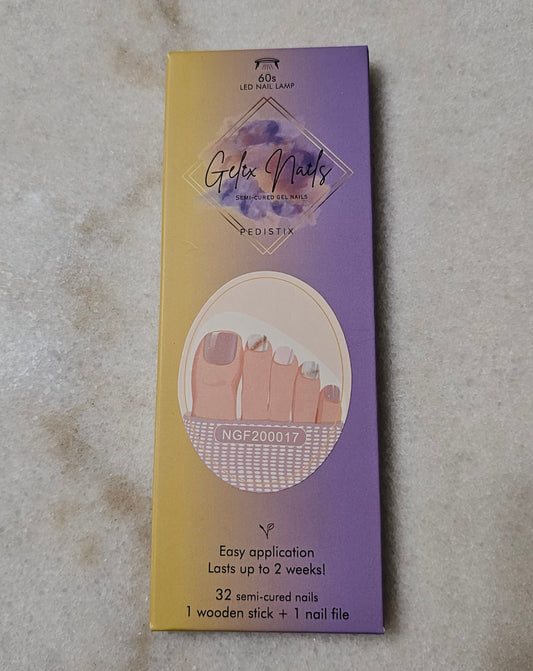 60s
LED NAIL LAMP
Gelix Nails
SEMI-CURED GEL NAILS
PEDISTIX
NGF200017
Easy application
Lasts up to 2 weeks!
32 semi-cured nails
1 wooden stick + 1 nail file